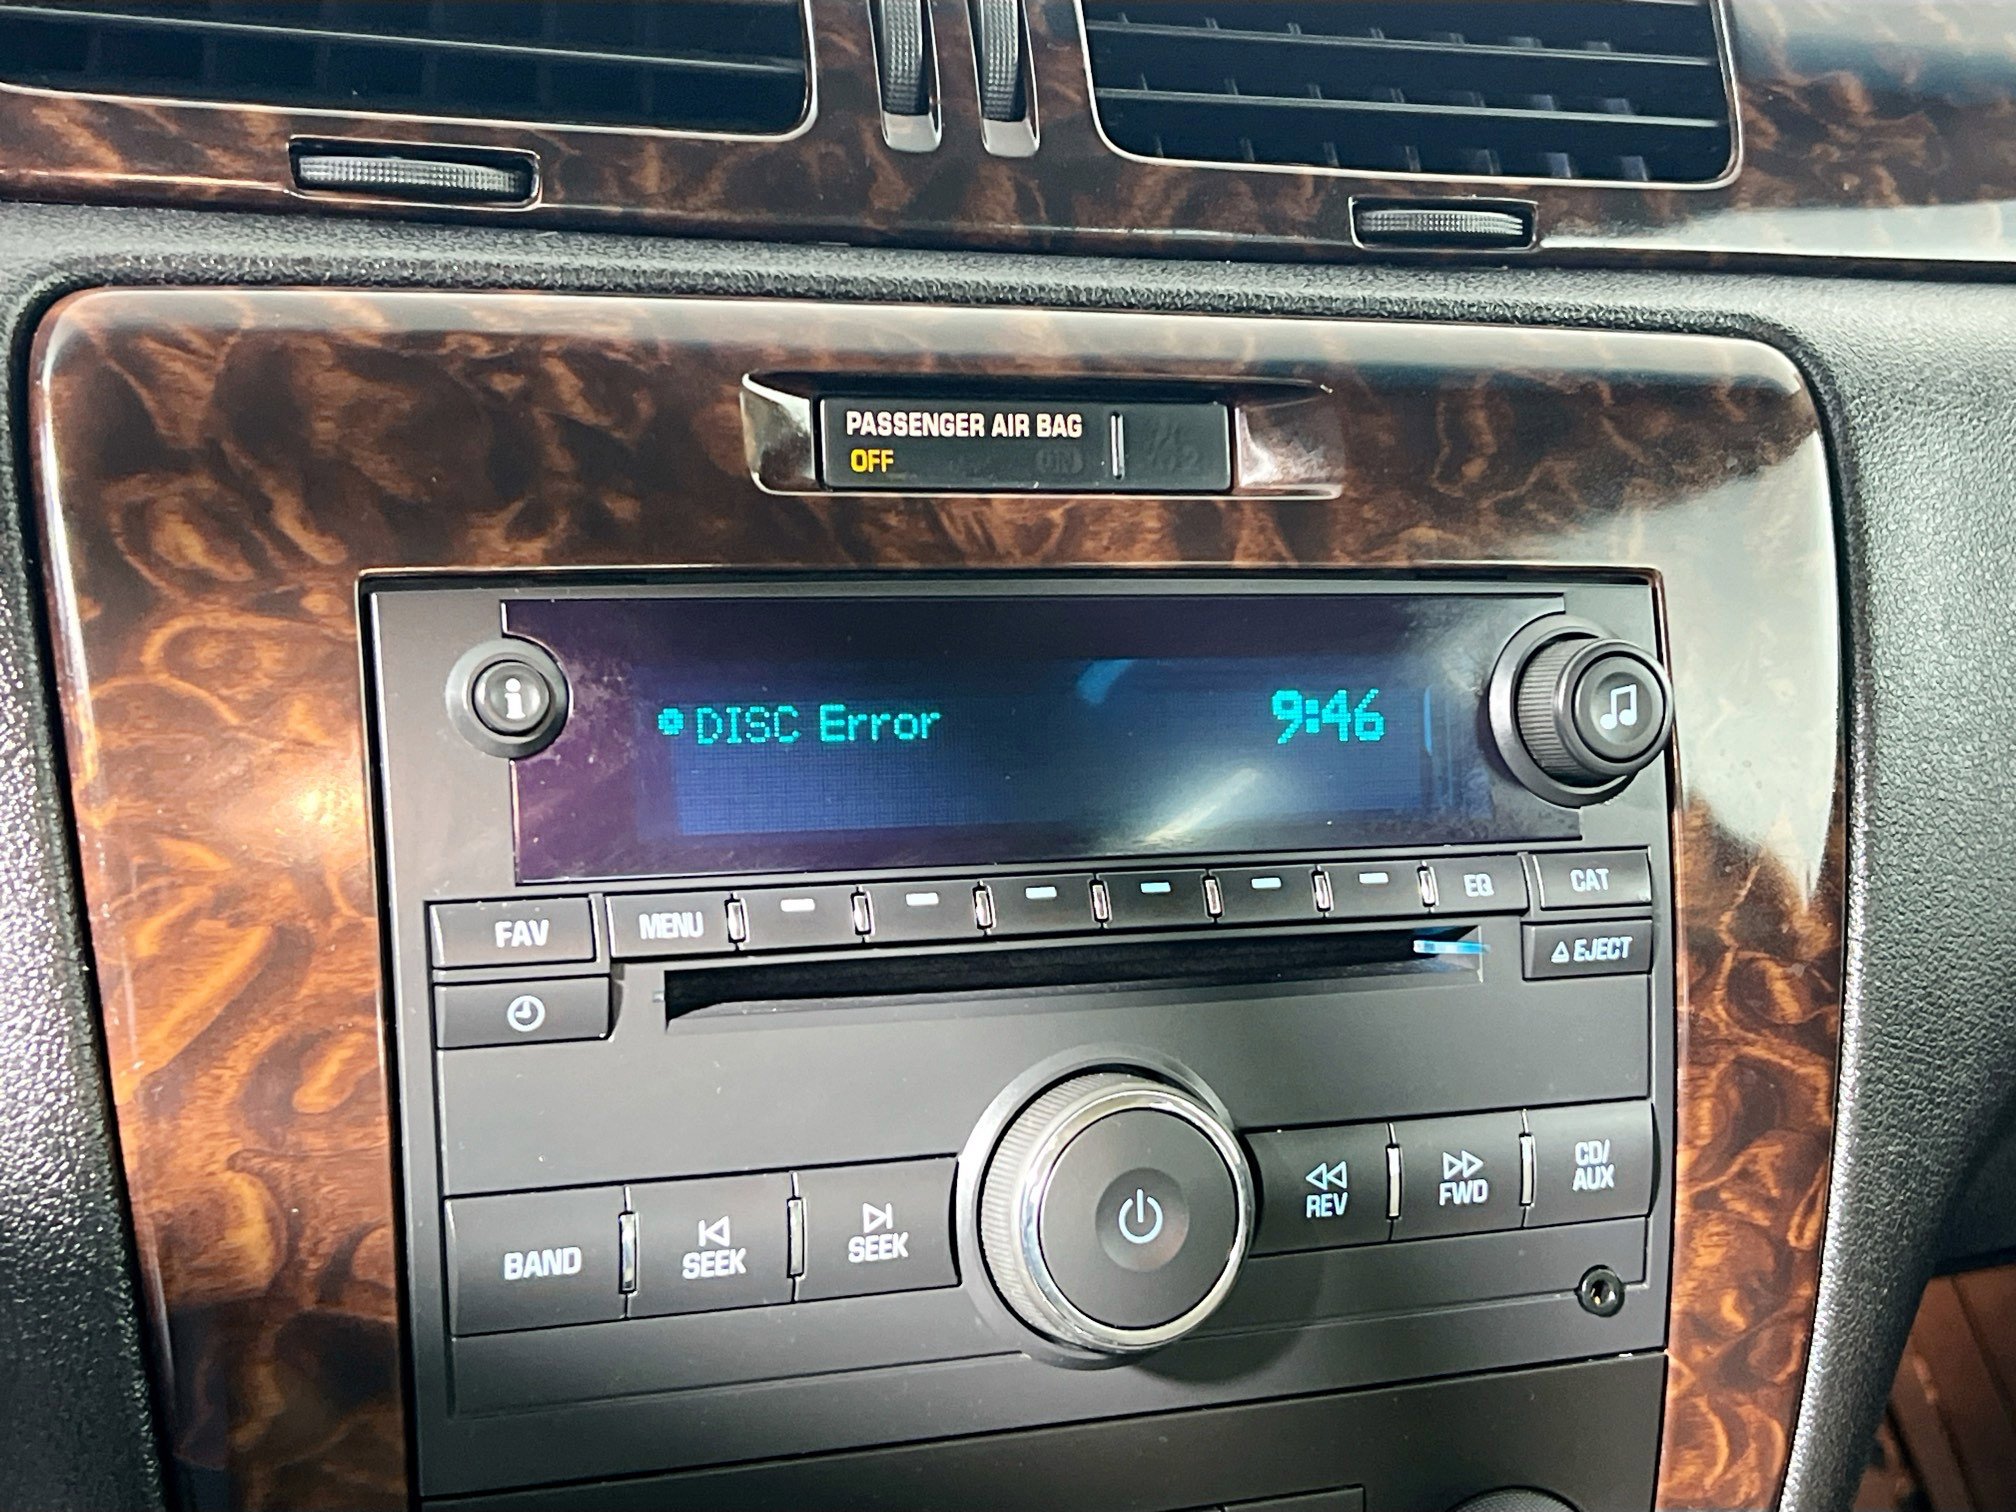 PASSENGER AIR BAG
OFF
i
DISC Error 9:46
FAV MENU EQ CAT
EJECT
BAND SEEK SEEK REV FWD CD/
AUX